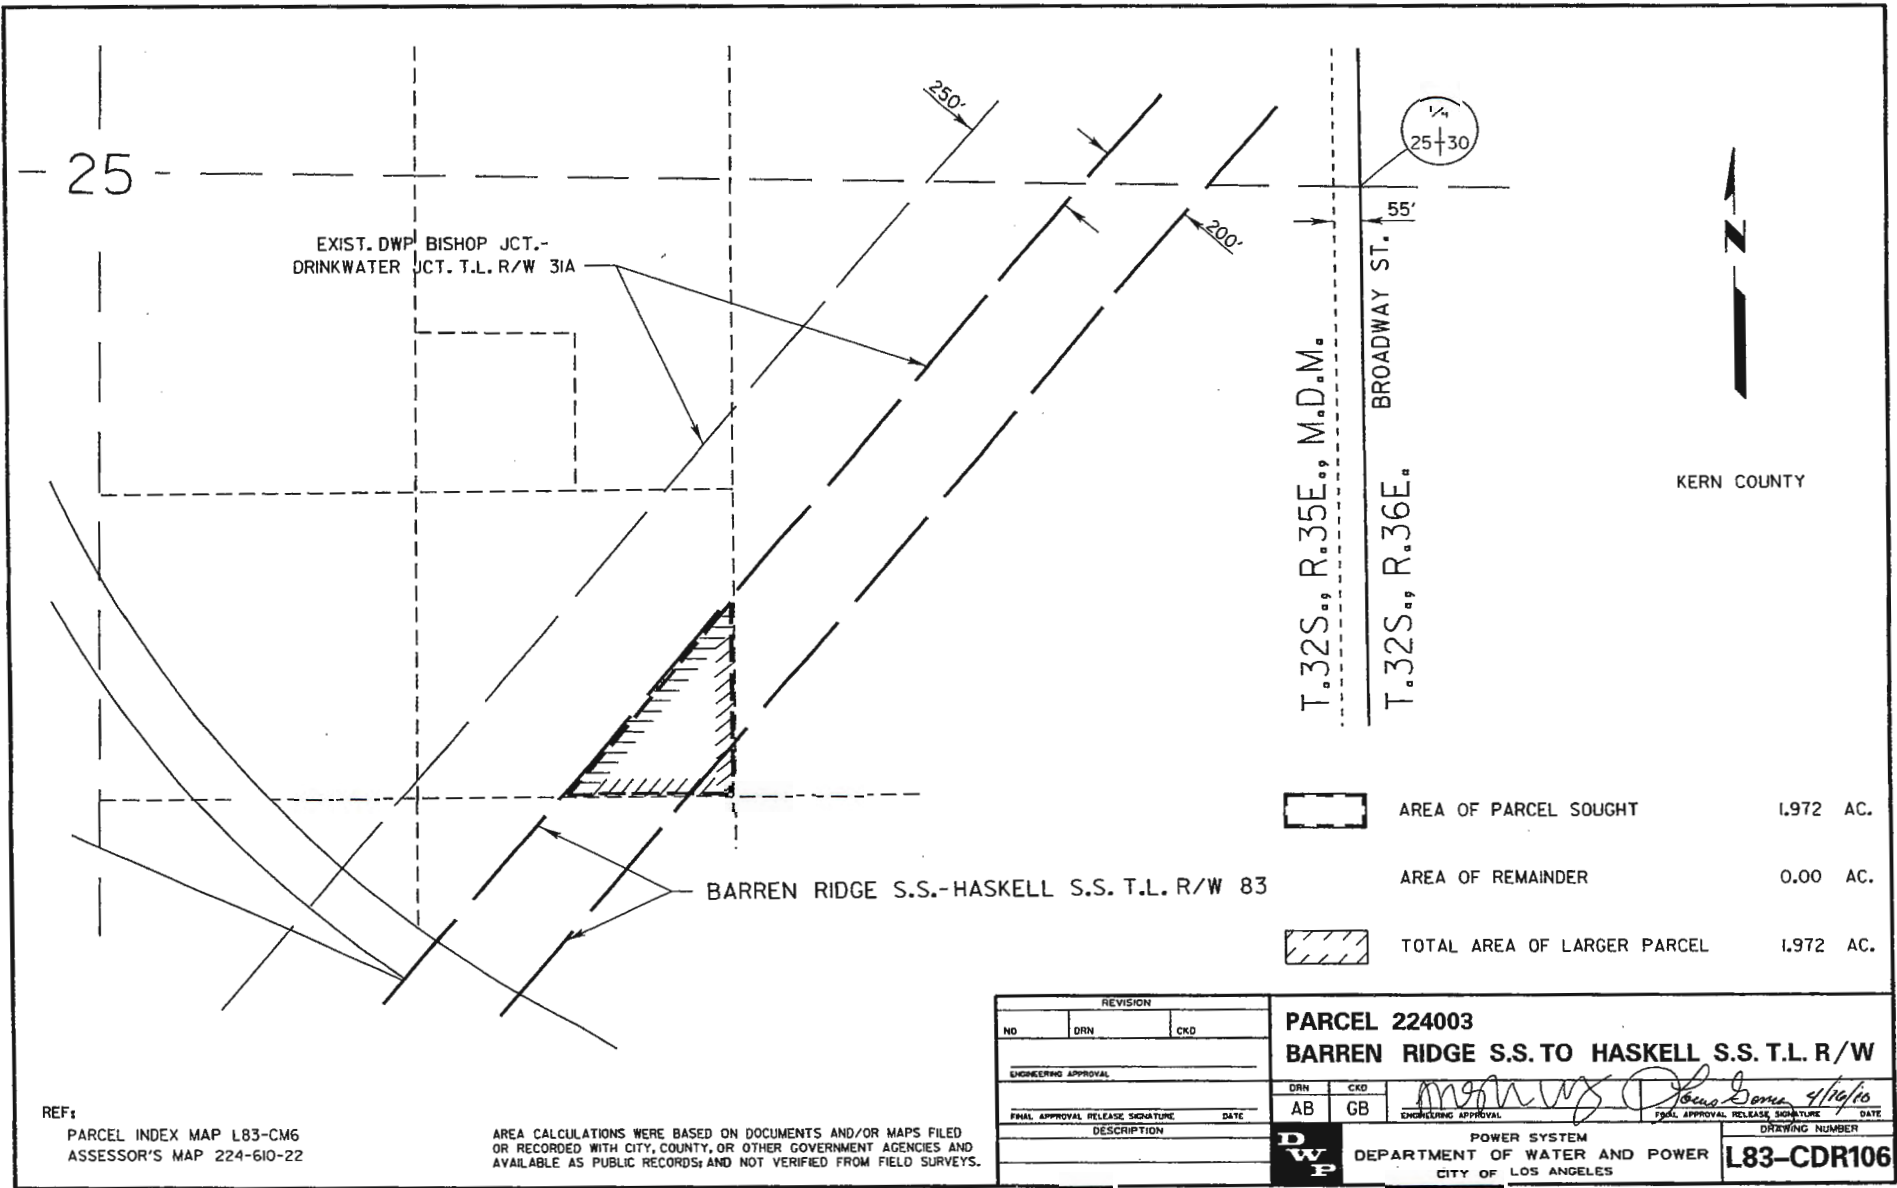 250'
1/4
25 30
25
55'
EXIST. DWP BISHOP JCT.-
DRINKWATER JCT. T.L. R/W 31A
200'
N
BROADWAY ST.
T.32S., R.35E., M.D.M.
T.32S., R.36E.
KERN COUNTY
AREA OF PARCEL SOUGHT 1.972 AC.
AREA OF REMAINDER 0.00 AC.
TOTAL AREA OF LARGER PARCEL 1.972 AC.
BARREN RIDGE S.S.-HASKELL S.S. T.L. R/W 83
REVISION
NO DRN CKD
ENGINEERING APPROVAL
FINAL APPROVAL RELEASE SIGNATURE DATE
DESCRIPTION
PARCEL 224003
BARREN RIDGE S.S. TO HASKELL S.S. T.L. R/W
DRN CKD
AB GB
ENGINEERING APPROVAL
4/16/10
FINAL APPROVAL RELEASE SIGNATURE DATE
DWP
POWER SYSTEM
DEPARTMENT OF WATER AND POWER
CITY OF LOS ANGELES
DRAWING NUMBER
L83-CDR106
REF:
PARCEL INDEX MAP L83-CM6
ASSESSOR'S MAP 224-610-22
AREA CALCULATIONS WERE BASED ON DOCUMENTS AND/OR MAPS FILED
OR RECORDED WITH CITY, COUNTY, OR OTHER GOVERNMENT AGENCIES AND
AVAILABLE AS PUBLIC RECORDS; AND NOT VERIFIED FROM FIELD SURVEYS.